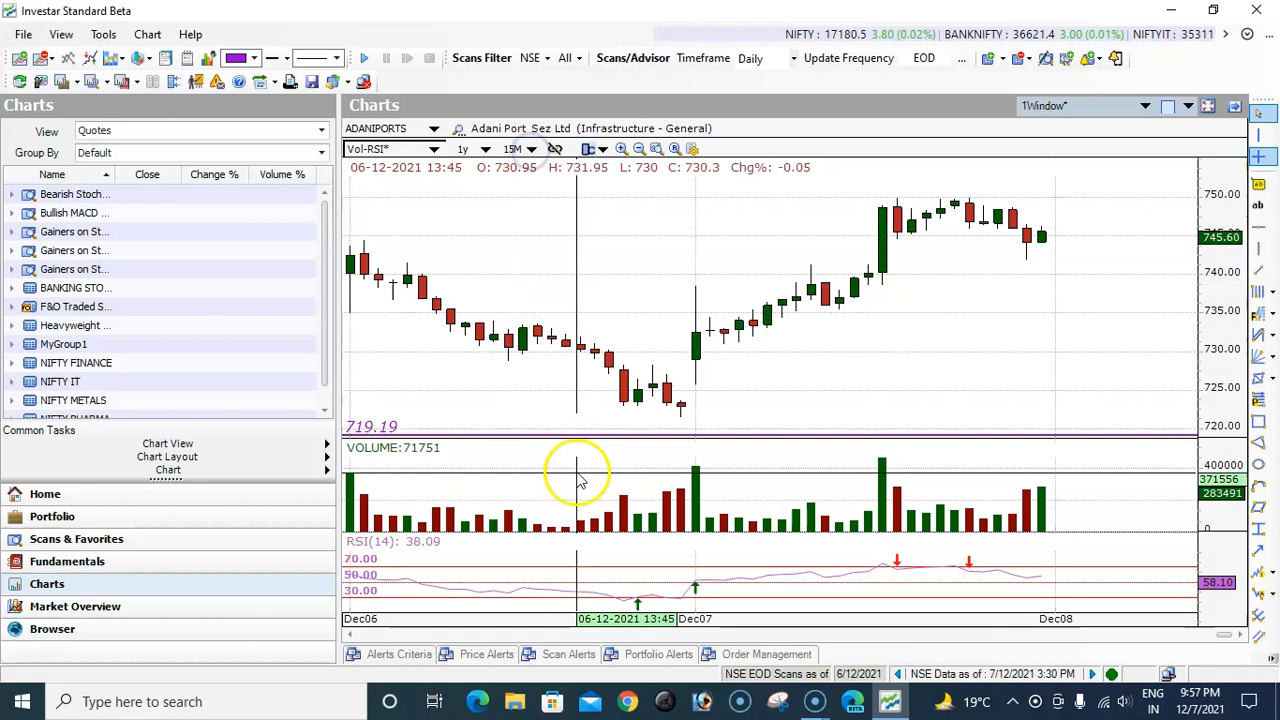 Investar Standard Beta
File View Tools Chart Help
NIFTY: 17180.5 3.80 (0.02%) BANKNIFTY: 36621.4 3.00 (0.01%) NIFTYIT: 35311
Scans Filter NSE All Scans/Advisor Timeframe Daily Update Frequency EOD ...
Charts
View Quotes
Group By Default
Name Close Change % Volume %
Bearish Stoch...
Bullish MACD ...
Gainers on St...
Gainers on St...
Gainers on St...
BANKING STO...
F&O Traded S...
Heavyweight ...
MyGroup1
NIFTY FINANCE
NIFTY IT
NIFTY METALS
NIFTY PHARMA
Common Tasks
Chart View
Chart Layout
Chart
Home
Portfolio
Scans & Favorites
Fundamentals
Charts
Market Overview
Browser
Charts
1Window*
ADANIPORTS Adani Port Sez Ltd (Infrastructure - General)
Vol-RSI* 1y 15M
06-12-2021 13:45 O: 730.95 H: 731.95 L: 730 C: 730.3 Chg%: -0.05
750.00
745.60
740.00
735.00
730.00
725.00
720.00
719.19
VOLUME:71751
400000
371556
283491
0
RSI(14): 38.09
70.00
50.00
30.00
58.10
Dec06 06-12-2021 13:45 Dec07 Dec08
Alerts Criteria Price Alerts Scan Alerts Portfolio Alerts Order Management
NSE EOD Scans as of 6/12/2021 NSE Data as of : 7/12/2021 3:30 PM
Type here to search
19°C
ENG
IN
9:57 PM
12/7/2021